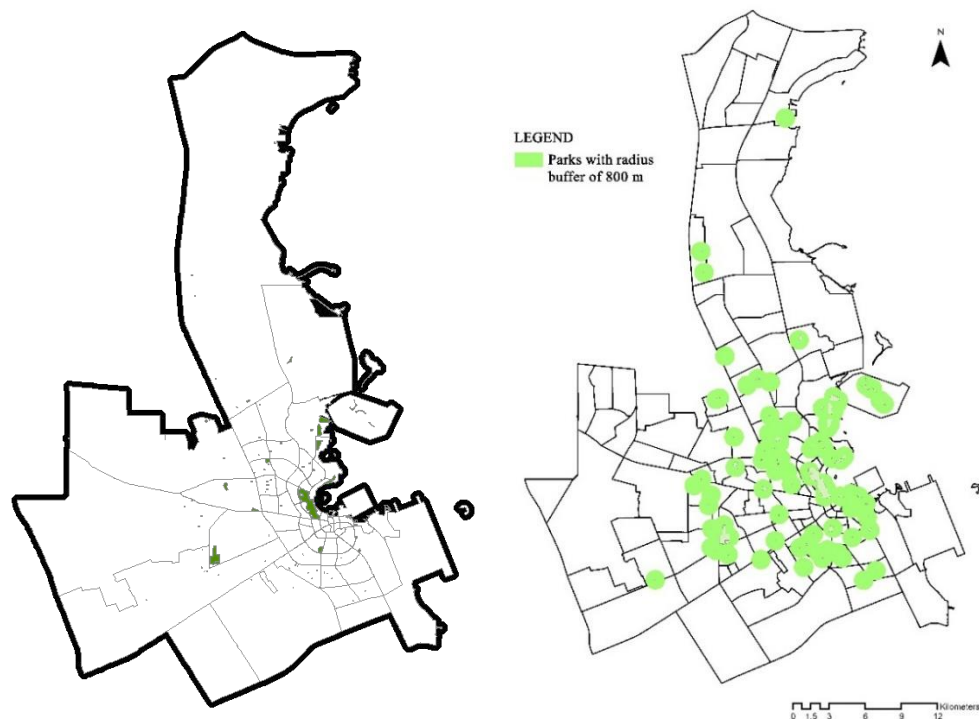 N
LEGEND
Parks with radius
buffer of 800 m
Kilometers
0 1.5 3 6 9 12